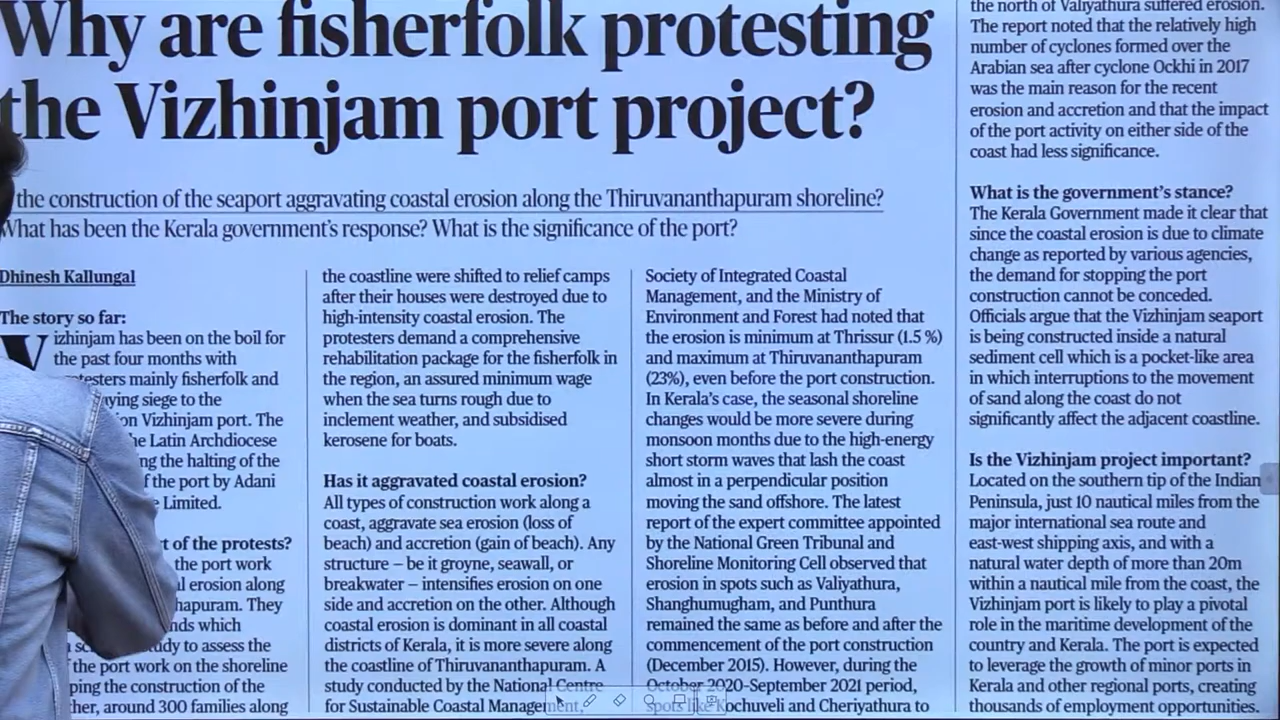 Why are fisherfolk protesting
the Vizhinjam port project?
the construction of the seaport aggravating coastal erosion along the Thiruvananthapuram shoreline?
What has been the Kerala government's response? What is the significance of the port?
Dhinesh Kallungal
The story so far:
Vizhinjam has been on the boil for
the past four months with
mainly fisherfolk and
siege to the
Vizhinjam port. The
Latin Archdiocese
the halting of the
the port by Adani
Limited.
of the protests?
the port work
erosion along
They
which
to assess the
the port work on the shoreline
construction of the
around 300 families along
the coastline were shifted to relief camps
after their houses were destroyed due to
high-intensity coastal erosion. The
protesters demand a comprehensive
rehabilitation package for the fisherfolk in
the region, an assured minimum wage
when the sea turns rough due to
inclement weather, and subsidised
kerosene for boats.
Has it aggravated coastal erosion?
All types of construction work along a
coast, aggravate sea erosion (loss of
beach) and accretion (gain of beach). Any
structure – be it groyne, seawall, or
breakwater – intensifies erosion on one
side and accretion on the other. Although
coastal erosion is dominant in all coastal
districts of Kerala, it is more severe along
the coastline of Thiruvananthapuram. A
study conducted by the National Centre
for Sustainable Coastal Management,
Society of Integrated Coastal
Management, and the Ministry of
Environment and Forest had noted that
the erosion is minimum at Thrissur (1.5 %)
and maximum at Thiruvananthapuram
(23%), even before the port construction.
In Kerala's case, the seasonal shoreline
changes would be more severe during
monsoon months due to the high-energy
short storm waves that lash the coast
almost in a perpendicular position
moving the sand offshore. The latest
report of the expert committee appointed
by the National Green Tribunal and
Shoreline Monitoring Cell observed that
erosion in spots such as Valiyathura,
Shanghumugham, and Punthura
remained the same as before and after the
commencement of the port construction
(December 2015). However, during the
October 2020-September 2021 period,
spots like Kochuveli and Cheriyathura to
the north of Valiyathura suffered erosion.
The report noted that the relatively high
number of cyclones formed over the
Arabian sea after cyclone Ockhi in 2017
was the main reason for the recent
erosion and accretion and that the impact
of the port activity on either side of the
coast had less significance.
What is the government's stance?
The Kerala Government made it clear that
since the coastal erosion is due to climate
change as reported by various agencies,
the demand for stopping the port
construction cannot be conceded.
Officials argue that the Vizhinjam seaport
is being constructed inside a natural
sediment cell which is a pocket-like area
in which interruptions to the movement
of sand along the coast do not
significantly affect the adjacent coastline.
Is the Vizhinjam project important?
Located on the southern tip of the Indian
Peninsula, just 10 nautical miles from the
major international sea route and
east-west shipping axis, and with a
natural water depth of more than 20m
within a nautical mile from the coast, the
Vizhinjam port is likely to play a pivotal
role in the maritime development of the
country and Kerala. The port is expected
to leverage the growth of minor ports in
Kerala and other regional ports, creating
thousands of employment opportunities.